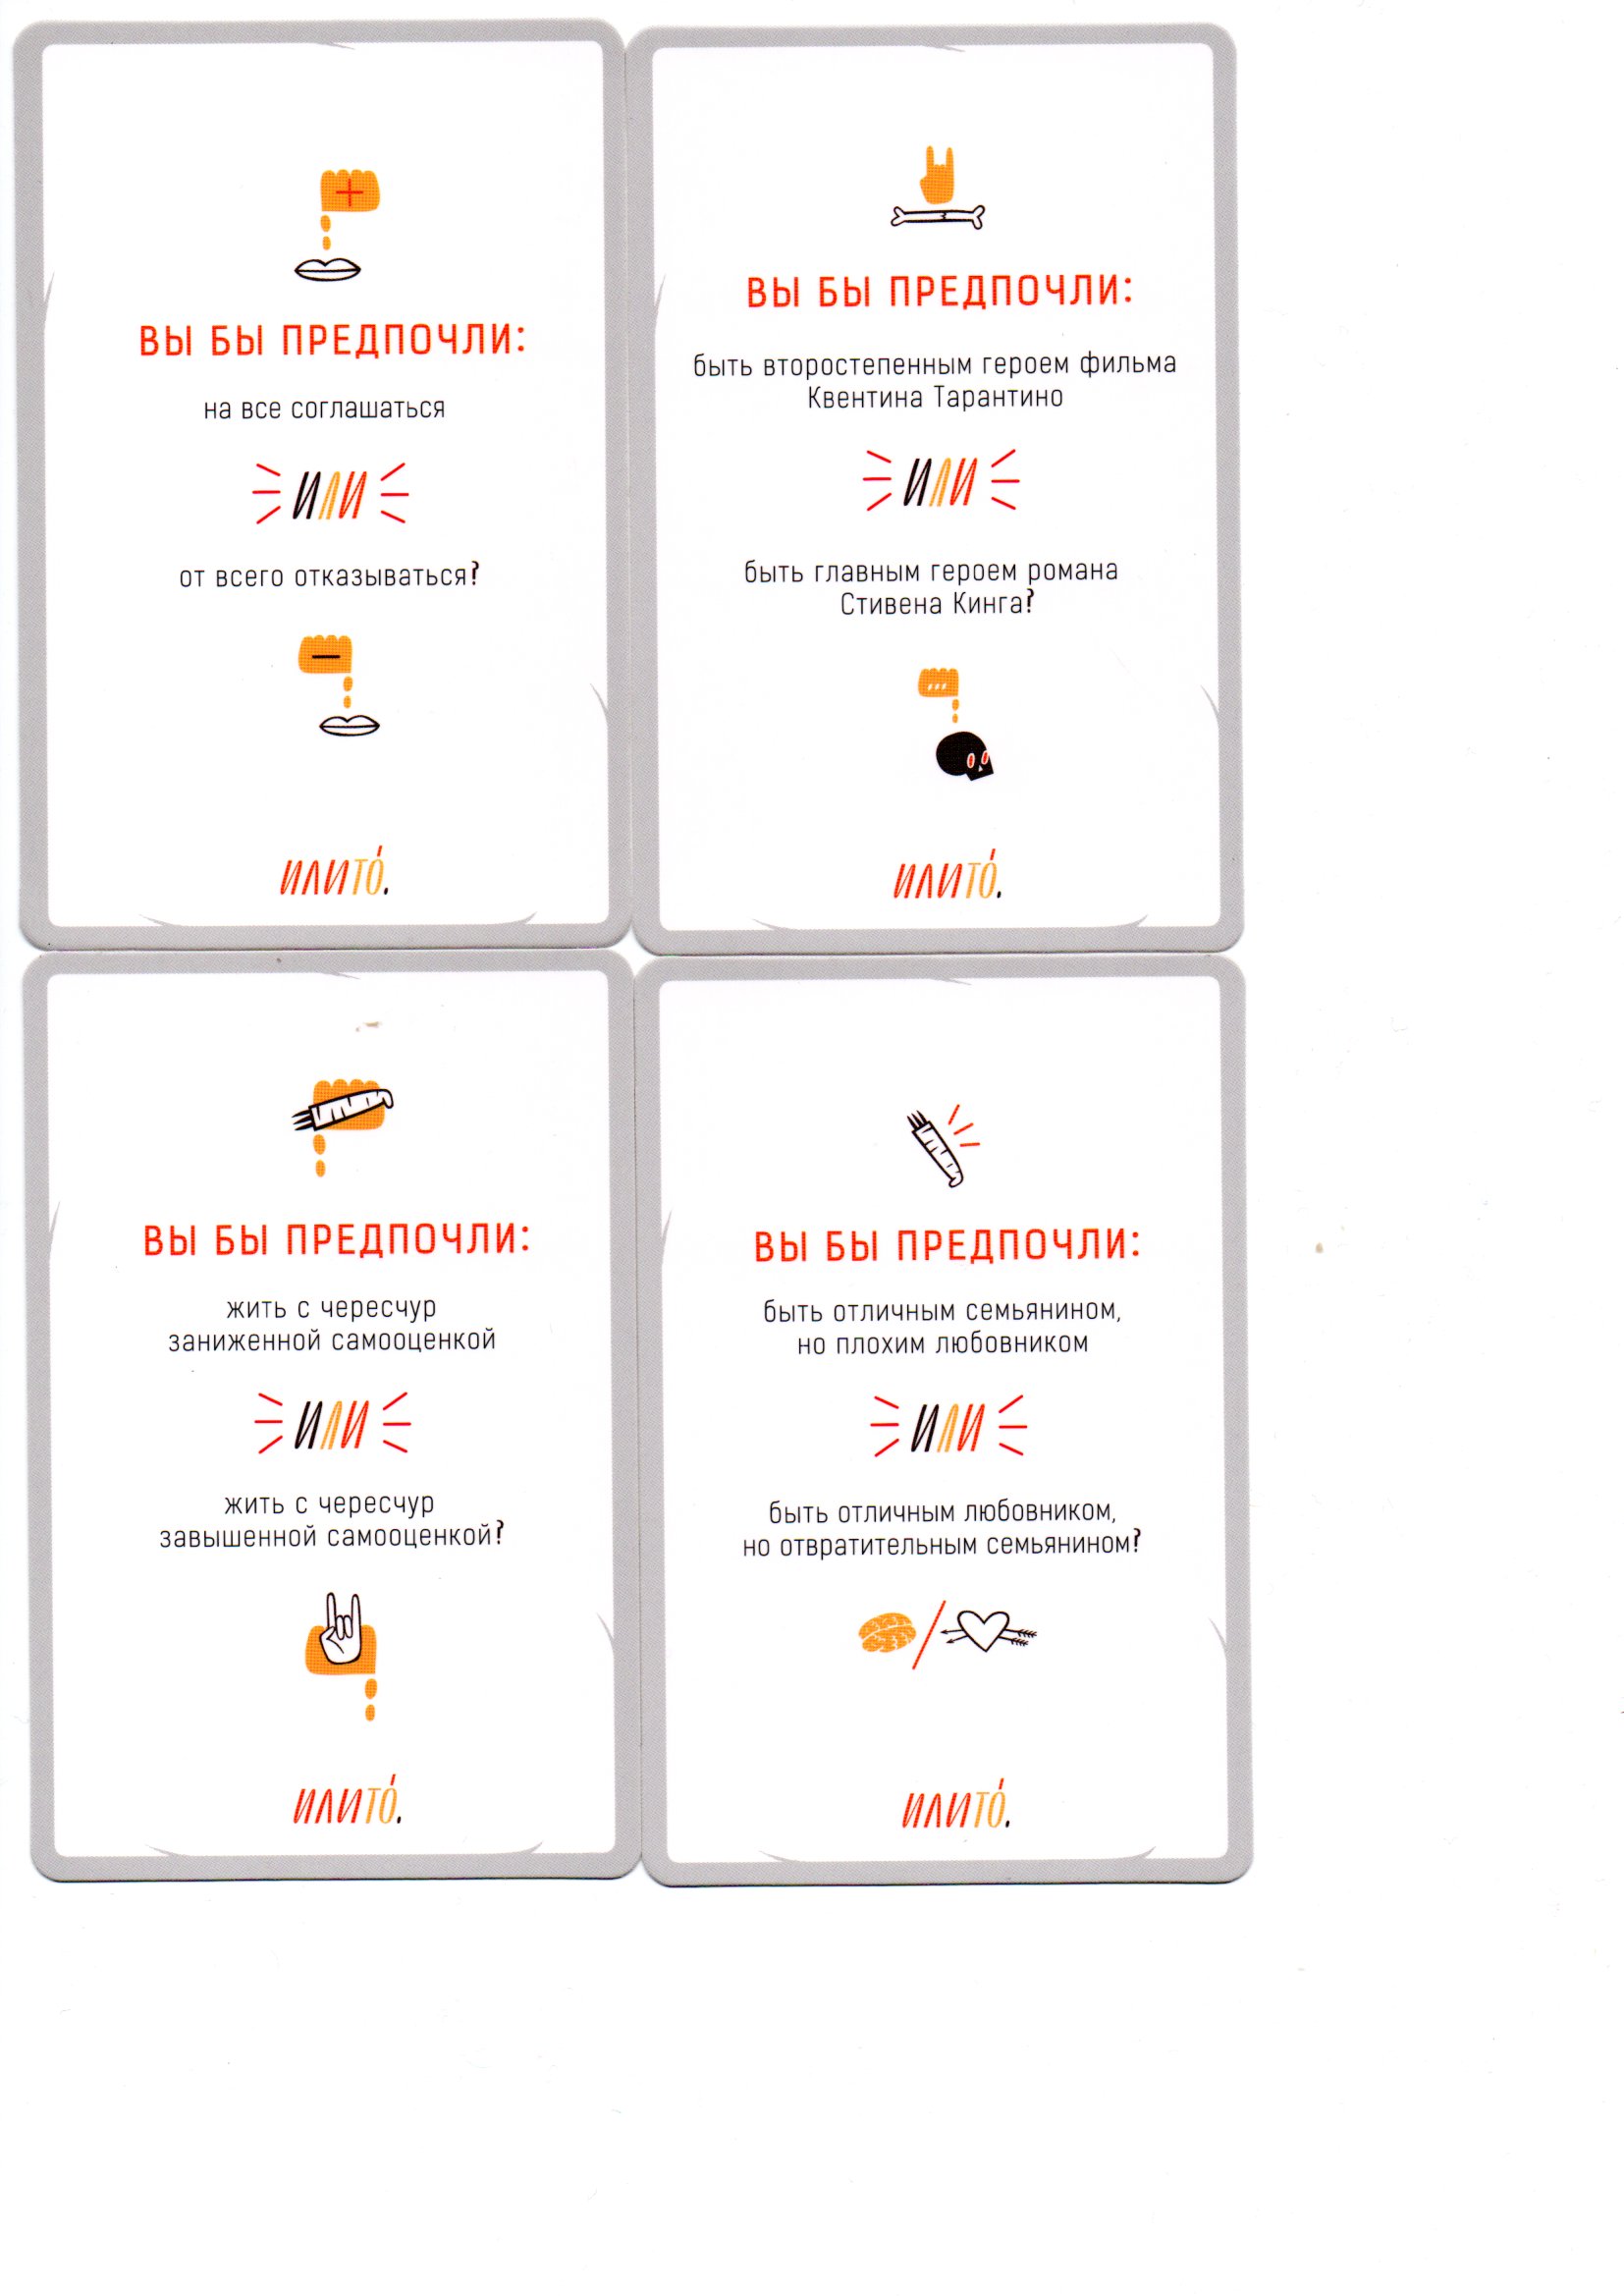 ВЫ БЫ ПРЕДПОЧЛИ:
на все соглашаться
ИЛИ
от всего отказываться?
ИЛИТО́.
ВЫ БЫ ПРЕДПОЧЛИ:
быть второстепенным героем фильма
Квентина Тарантино
ИЛИ
быть главным героем романа
Стивена Кинга?
ИЛИТО́.
ВЫ БЫ ПРЕДПОЧЛИ:
жить с чересчур
заниженной самооценкой
ИЛИ
жить с чересчур
завышенной самооценкой?
ИЛИТО́.
ВЫ БЫ ПРЕДПОЧЛИ:
быть отличным семьянином,
но плохим любовником
ИЛИ
быть отличным любовником,
но отвратительным семьянином?
ИЛИТО́.